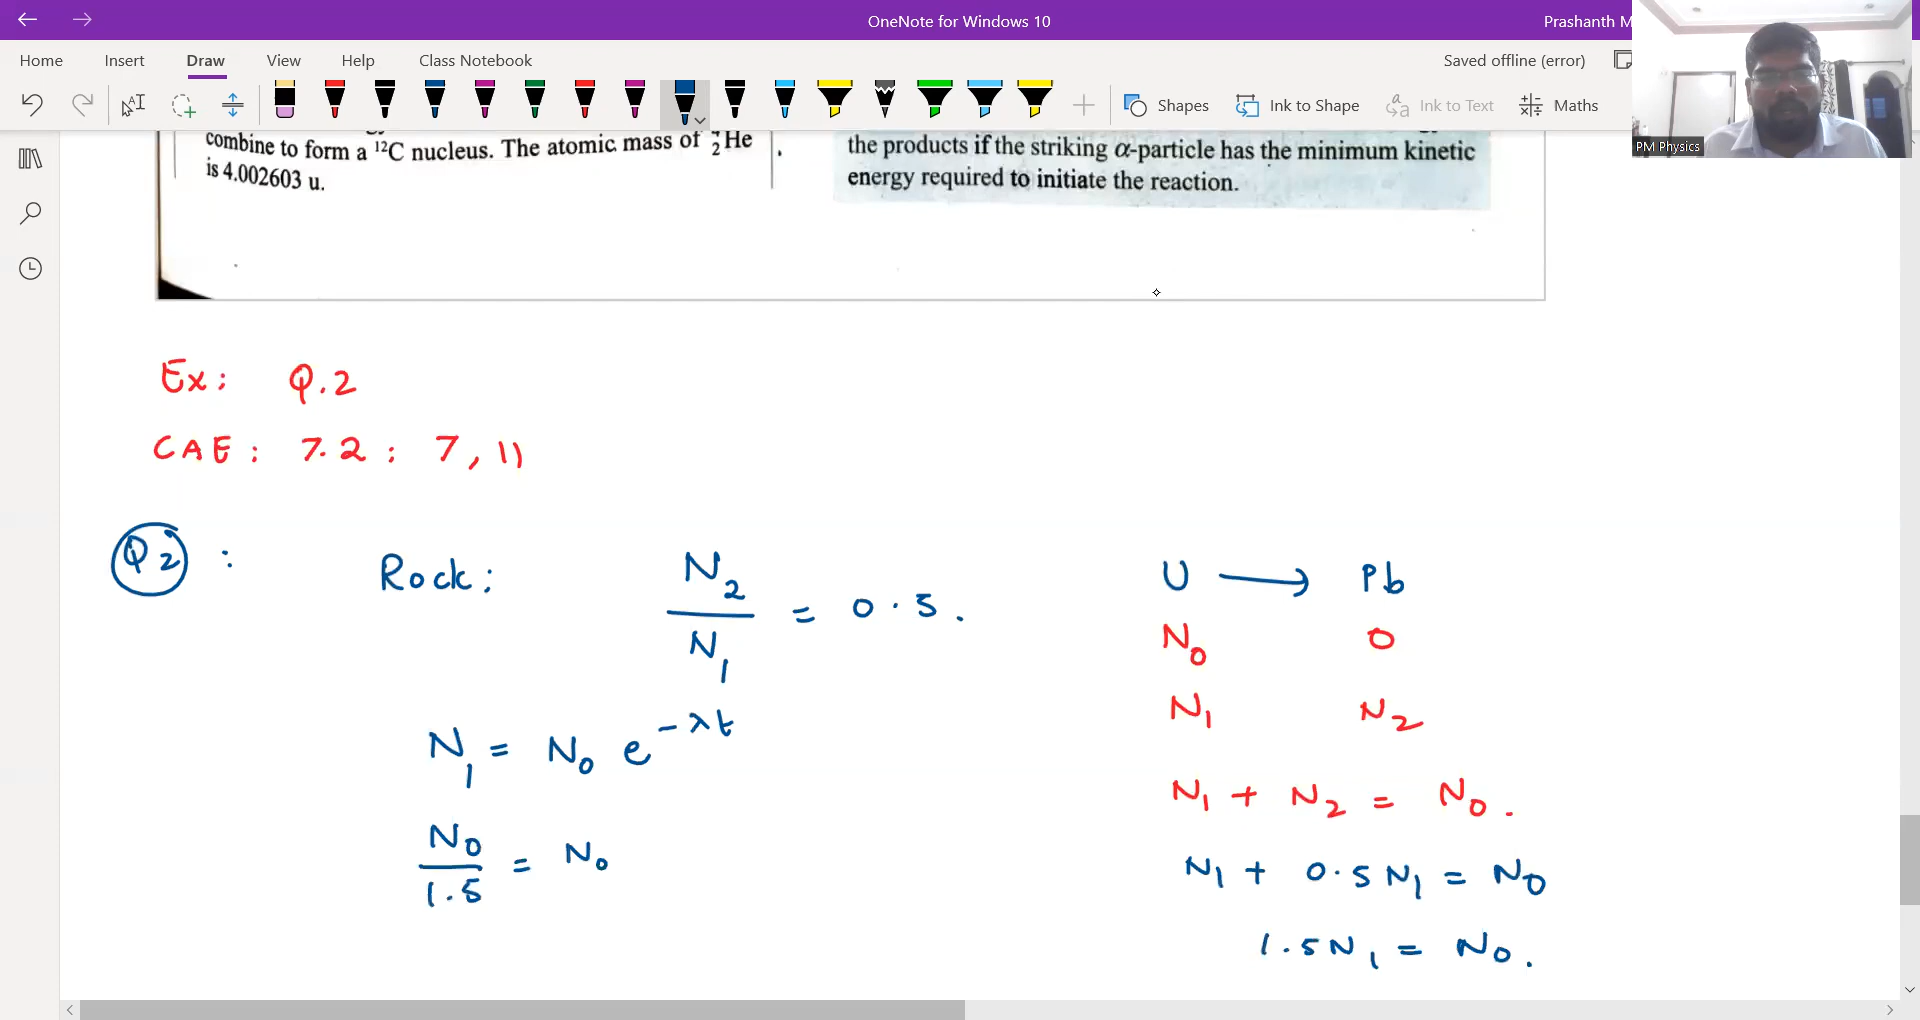 OneNote for Windows 10
Prashanth M
Home Insert Draw View Help Class Notebook
Saved offline (error)
Shapes Ink to Shape Ink to Text Maths
PM Physics
combine to form a ¹²C nucleus. The atomic mass of ⁴₂He
is 4.002603 u.
the products if the striking α-particle has the minimum kinetic
energy required to initiate the reaction.
Ex: Q.2
CAE: 7.2: 7, 11
Q2 :
Rock:
N₂/N₁ = 0.5.
N₁ = N₀ e^(-λt)
N₀/1.5 = N₀
U → Pb
N₀ 0
N₁ N₂
N₁ + N₂ = N₀.
N₁ + 0.5 N₁ = N₀
1.5 N₁ = N₀.